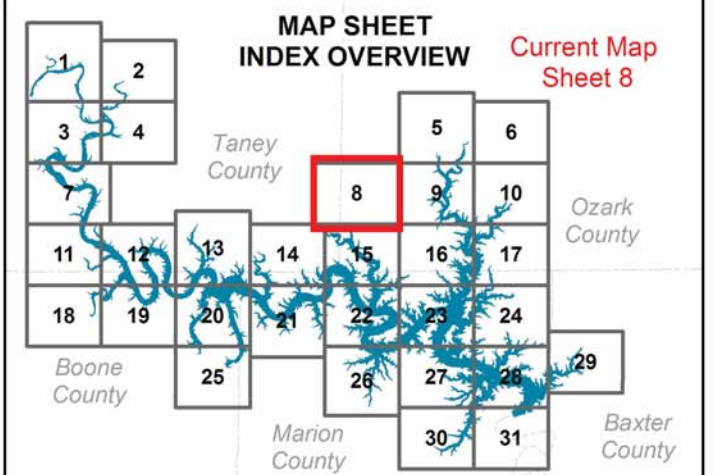 MAP SHEET
INDEX OVERVIEW
Current Map
Sheet 8
1
2
3
4
5
6
Taney
County
7
8
9
10
Ozark
County
11
12
13
14
15
16
17
18
19
20
21
22
23
24
25
26
27
28
29
Boone
County
Marion
County
30
31
Baxter
County